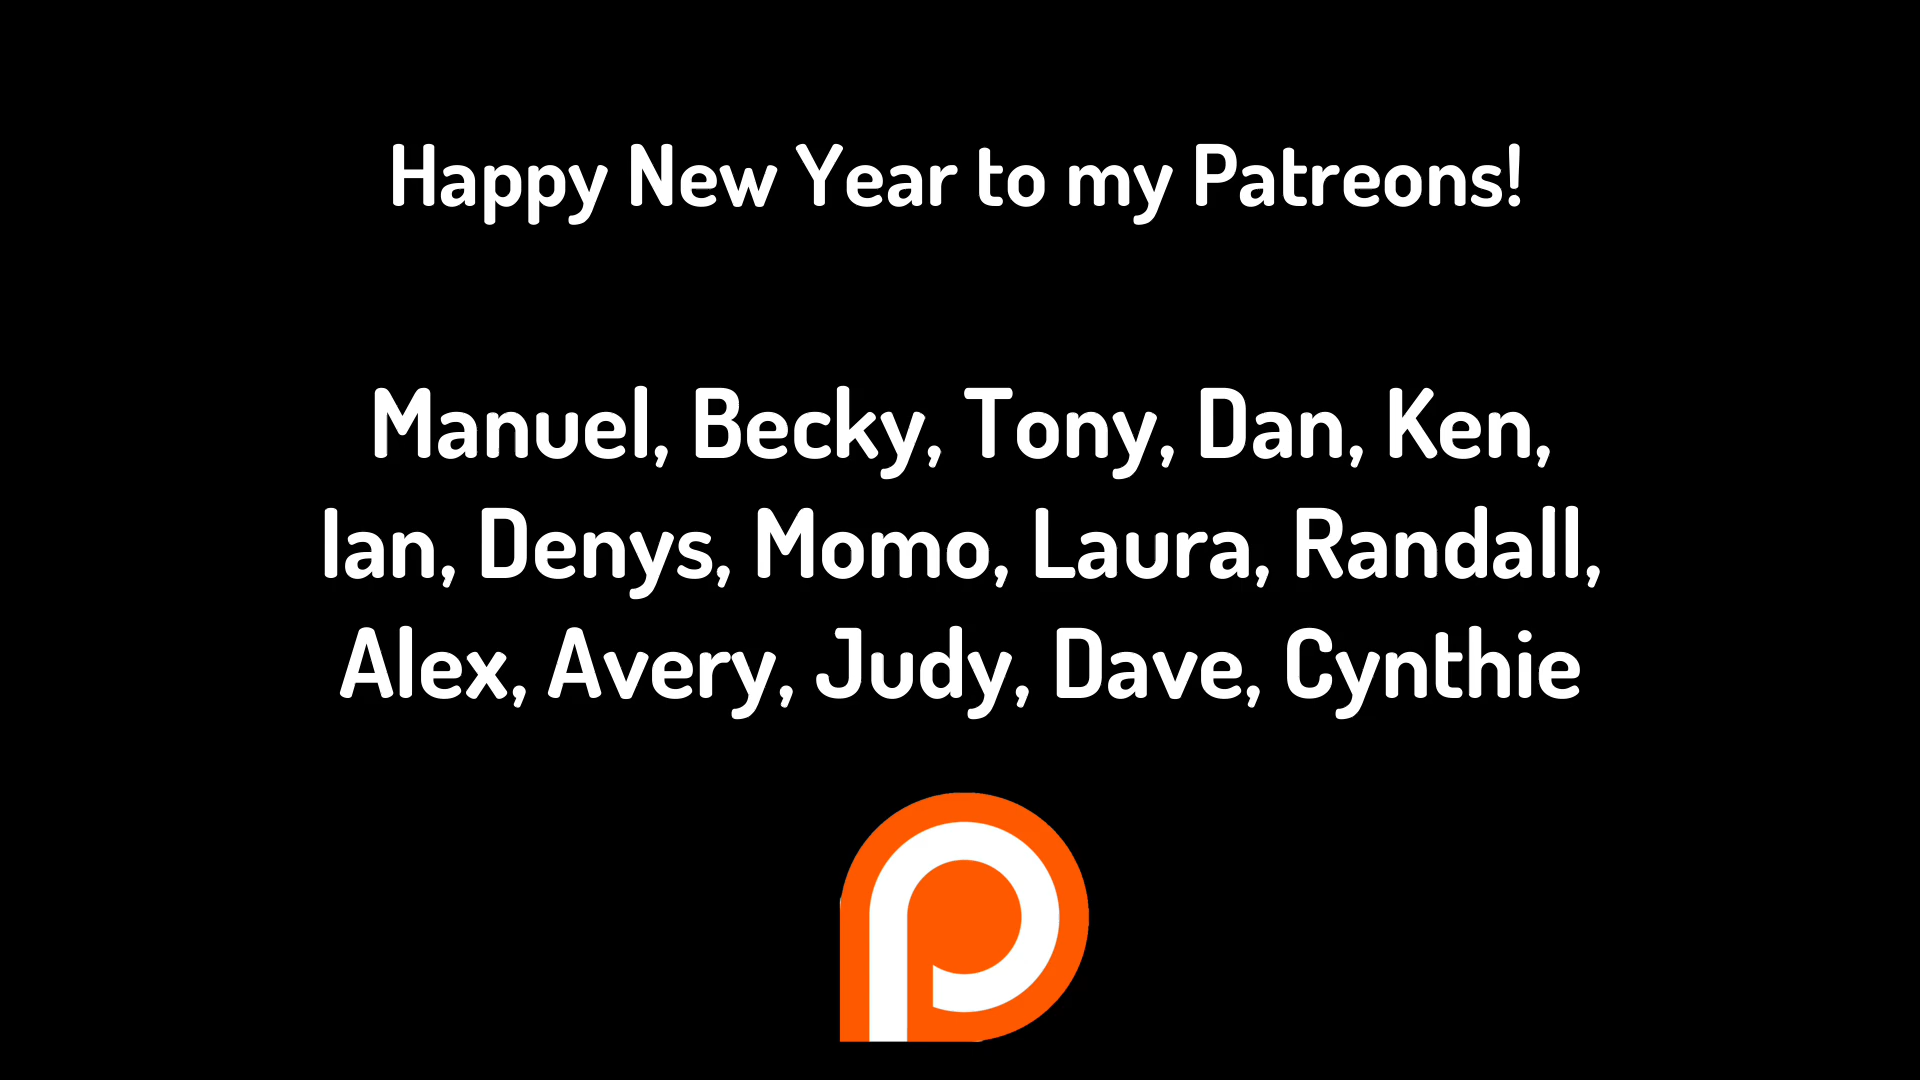 Happy New Year to my Patreons!
Manuel, Becky, Tony, Dan, Ken,
Ian, Denys, Momo, Laura, Randall,
Alex, Avery, Judy, Dave, Cynthie